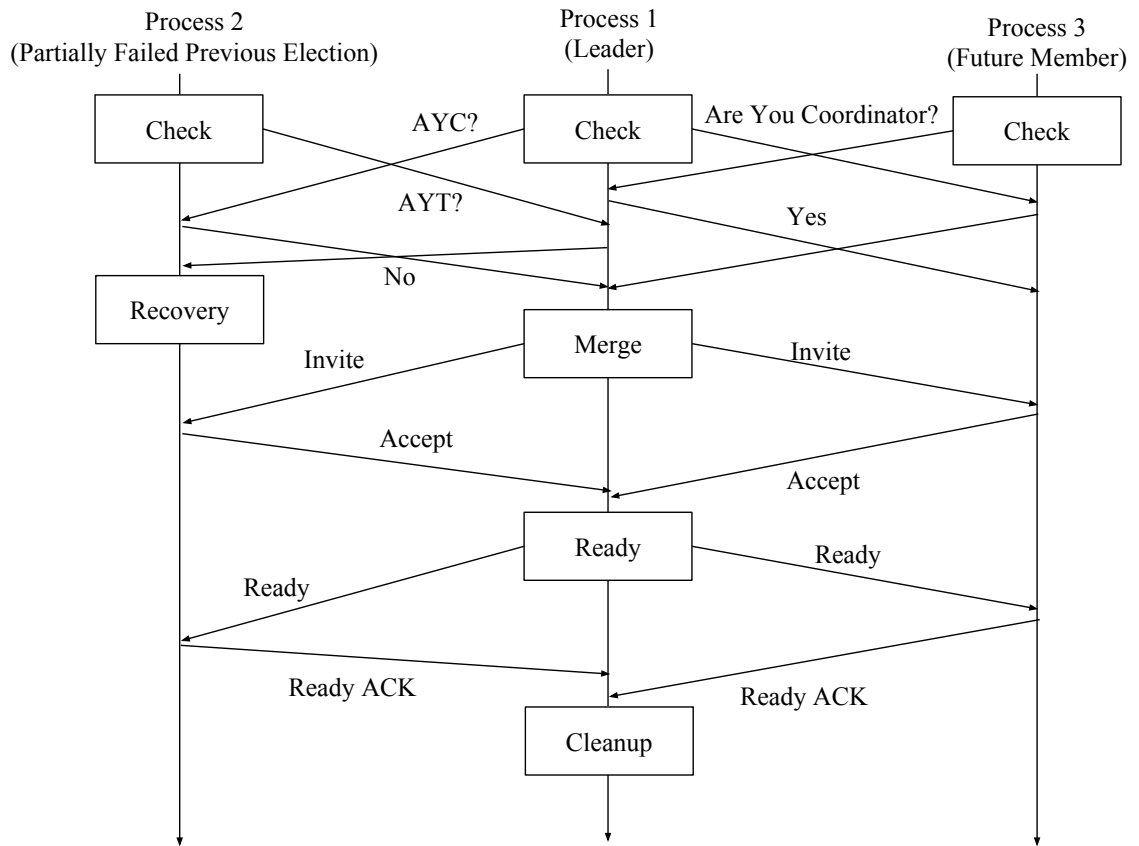 Process 2
(Partially Failed Previous Election)
Process 1
(Leader)
Process 3
(Future Member)
Check
AYC?
Check
Are You Coordinator?
Check
AYT?
Yes
No
Recovery
Invite
Merge
Invite
Accept
Accept
Ready
Ready
Ready
Ready ACK
Ready ACK
Cleanup